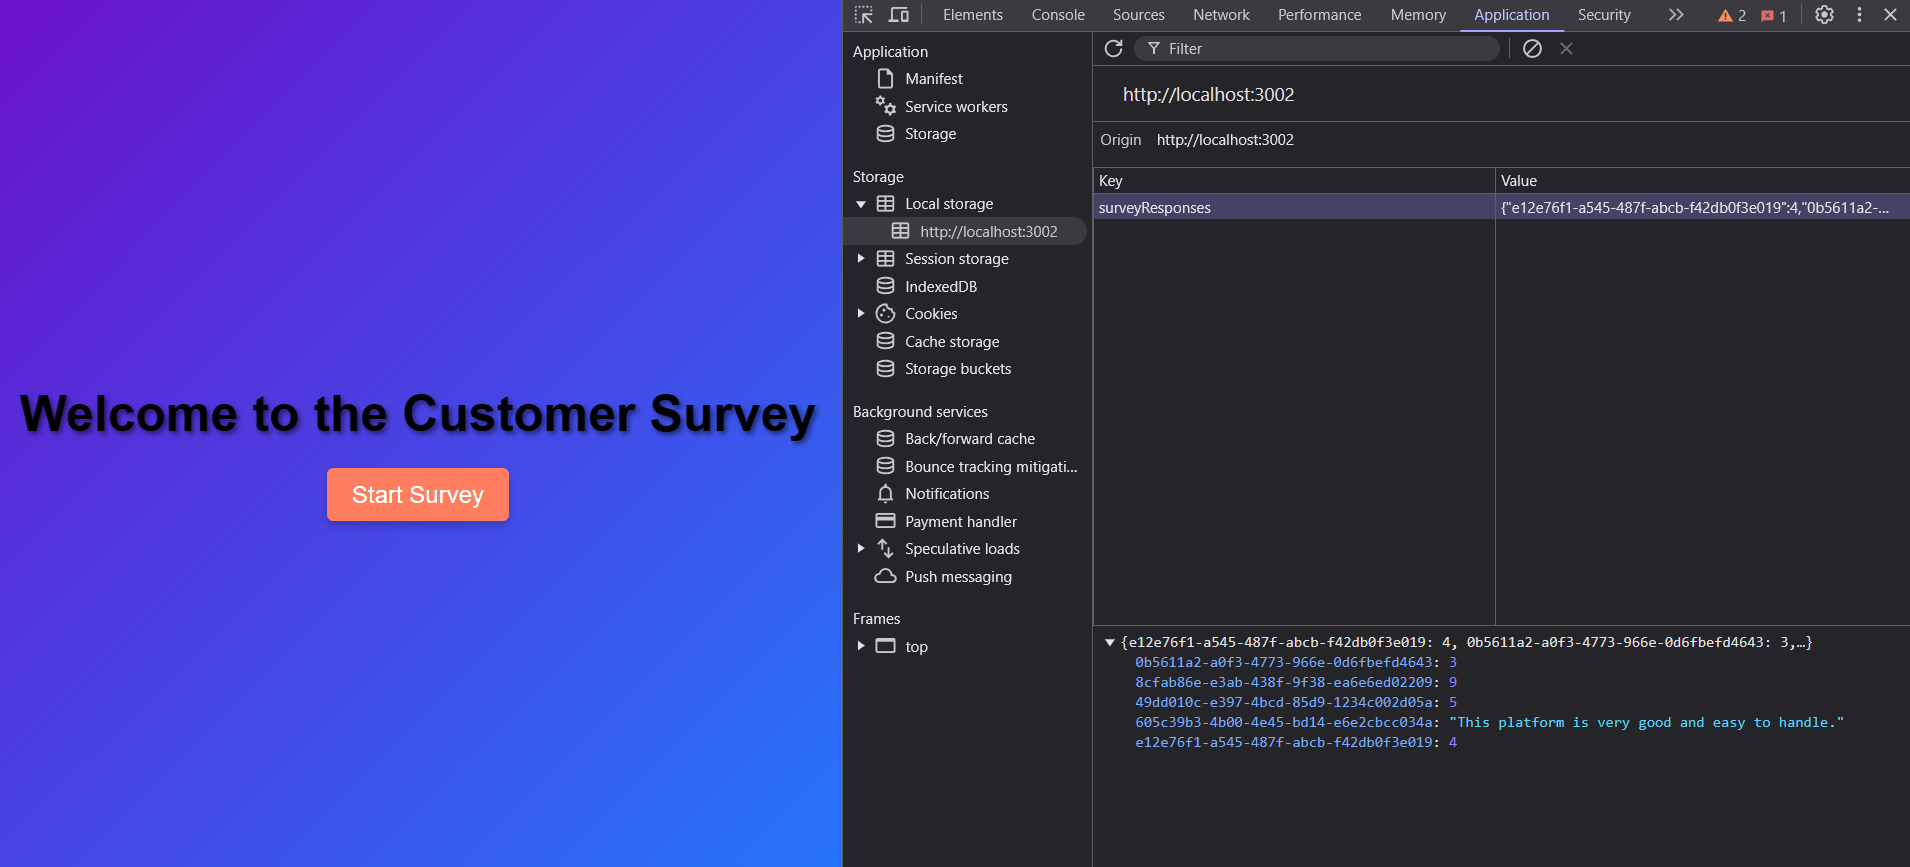 Welcome to the Customer Survey
Start Survey
Elements Console Sources Network Performance Memory Application Security 2 1
Application
Manifest
Service workers
Storage
Storage
Local storage
http://localhost:3002
Session storage
IndexedDB
Cookies
Cache storage
Storage buckets
Background services
Back/forward cache
Bounce tracking mitigati...
Notifications
Payment handler
Speculative loads
Push messaging
Frames
top
Filter
http://localhost:3002
Origin http://localhost:3002
Key Value
surveyResponses {"e12e76f1-a545-487f-abcb-f42db0f3e019":4,"0b5611a2-...
{e12e76f1-a545-487f-abcb-f42db0f3e019: 4, 0b5611a2-a0f3-4773-966e-0d6fbefd4643: 3,…}
0b5611a2-a0f3-4773-966e-0d6fbefd4643: 3
8cfab86e-e3ab-438f-9f38-ea6e6ed02209: 9
49dd010c-e397-4bcd-85d9-1234c002d05a: 5
605c39b3-4b00-4e45-bd14-e6e2cbcc034a: "This platform is very good and easy to handle."
e12e76f1-a545-487f-abcb-f42db0f3e019: 4